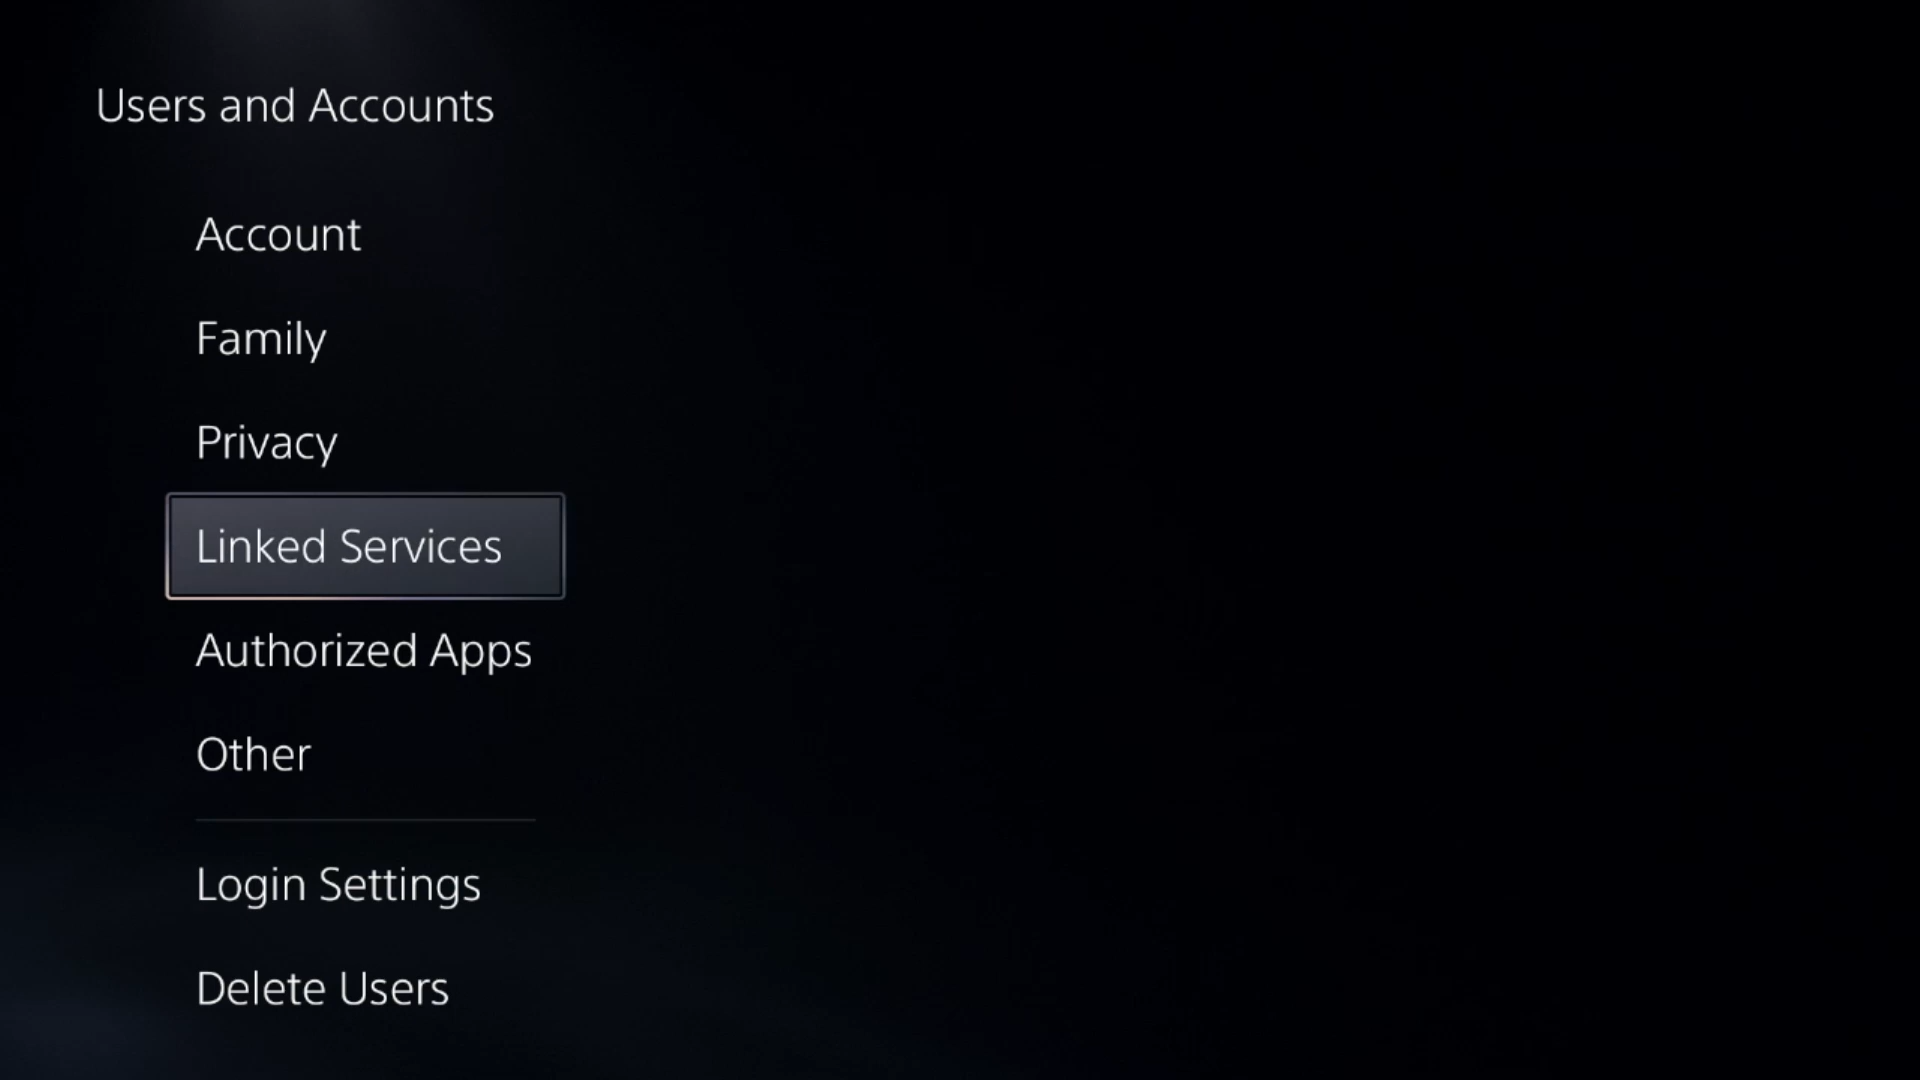 Users and Accounts
Account
Family
Privacy
Linked Services
Authorized Apps
Other
Login Settings
Delete Users